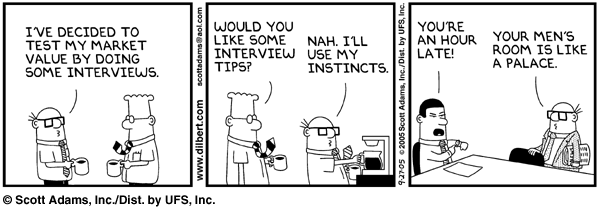 I'VE DECIDED TO
TEST MY MARKET
VALUE BY DOING
SOME INTERVIEWS.
www.dilbert.com
scottadams@aol.com
WOULD YOU
LIKE SOME
INTERVIEW
TIPS?
NAH. I'LL
USE MY
INSTINCTS.
9-27-05 © 2005 Scott Adams, Inc./Dist. by UFS, Inc.
YOU'RE
AN HOUR
LATE!
YOUR MEN'S
ROOM IS LIKE
A PALACE.
© Scott Adams, Inc./Dist. by UFS, Inc.